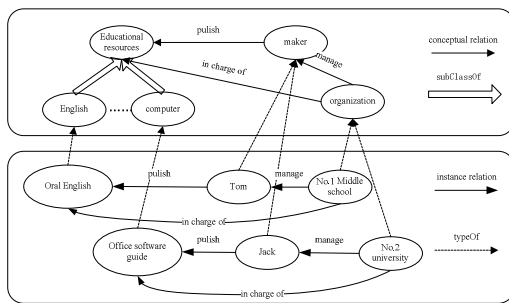 pulish
Educational
resources
maker
conceptual relation
manage
in charge of
subClassOf
English
......
computer
organization
pulish
manage
instance relation
Oral English
Tom
No.1 Middle
school
in charge of
pulish
manage
typeOf
Office software
guide
Jack
No,2
university
in charge of